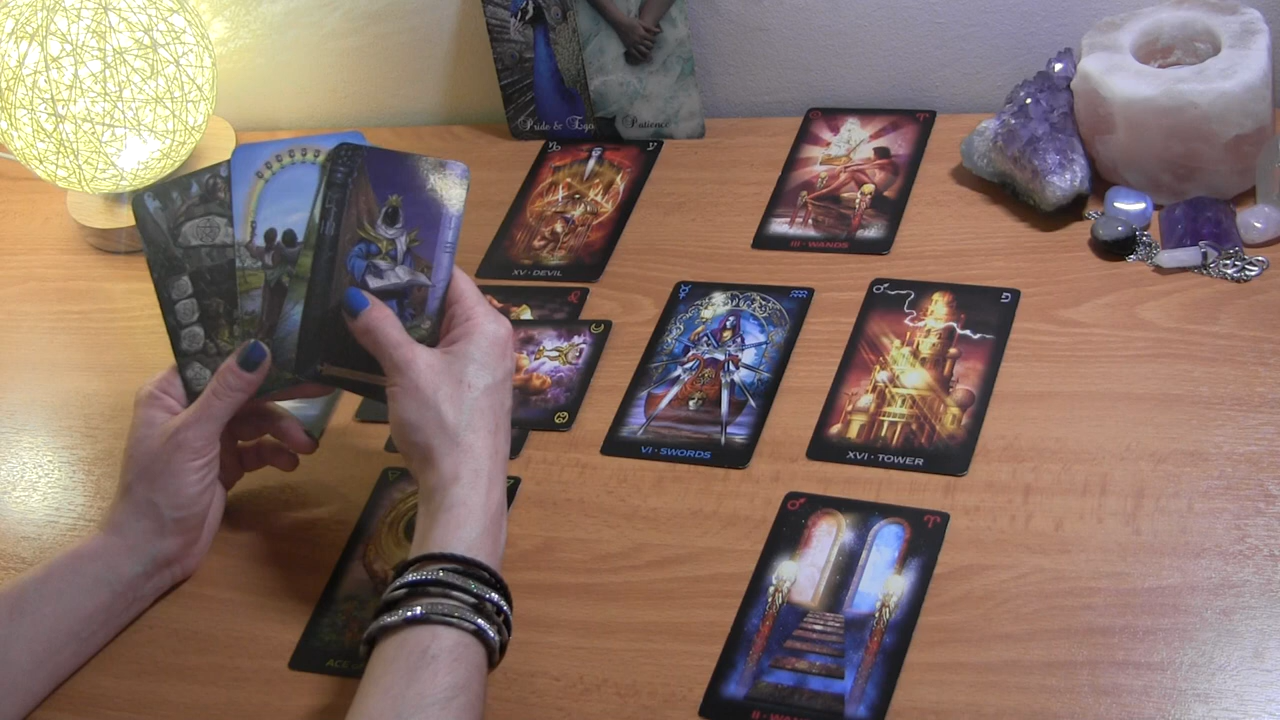 Pride & Ego
Patience
XV · DEVIL
III · WANDS
VI · SWORDS
XVI · TOWER
ACE
II · WANDS